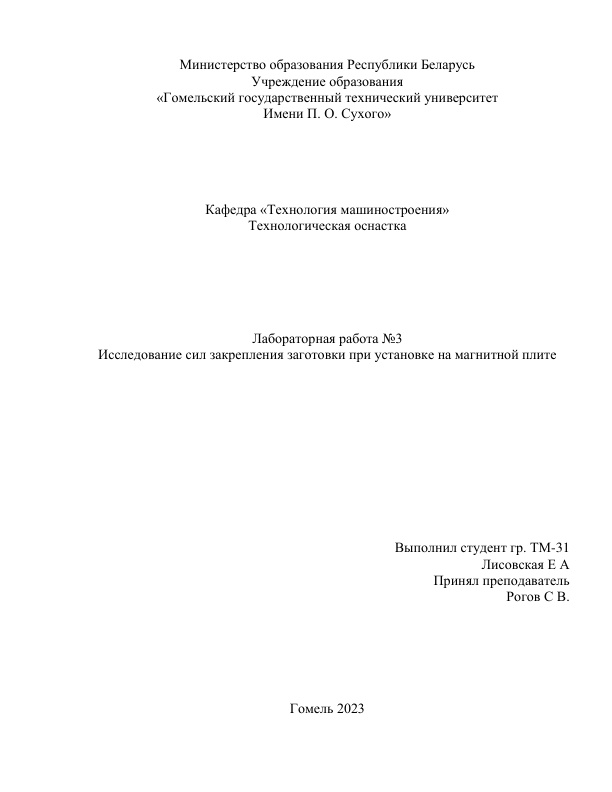 Министерство образования Республики Беларусь
Учреждение образования
«Гомельский государственный технический университет
Имени П. О. Сухого»
Кафедра «Технология машиностроения»
Технологическая оснастка
Лабораторная работа №3
Исследование сил закрепления заготовки при установке на магнитной плите
Выполнил студент гр. ТМ-31
Лисовская Е А
Принял преподаватель
Рогов С В.
Гомель 2023